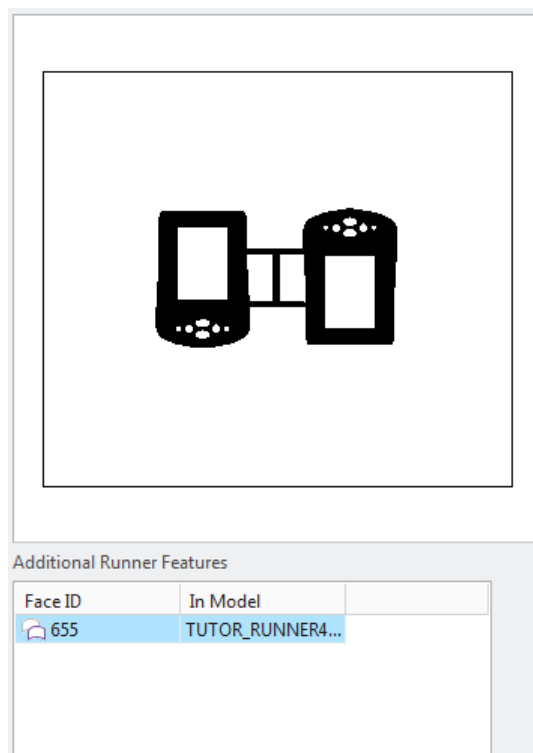 Additional Runner Features
Face ID In Model
655 TUTOR_RUNNER4...